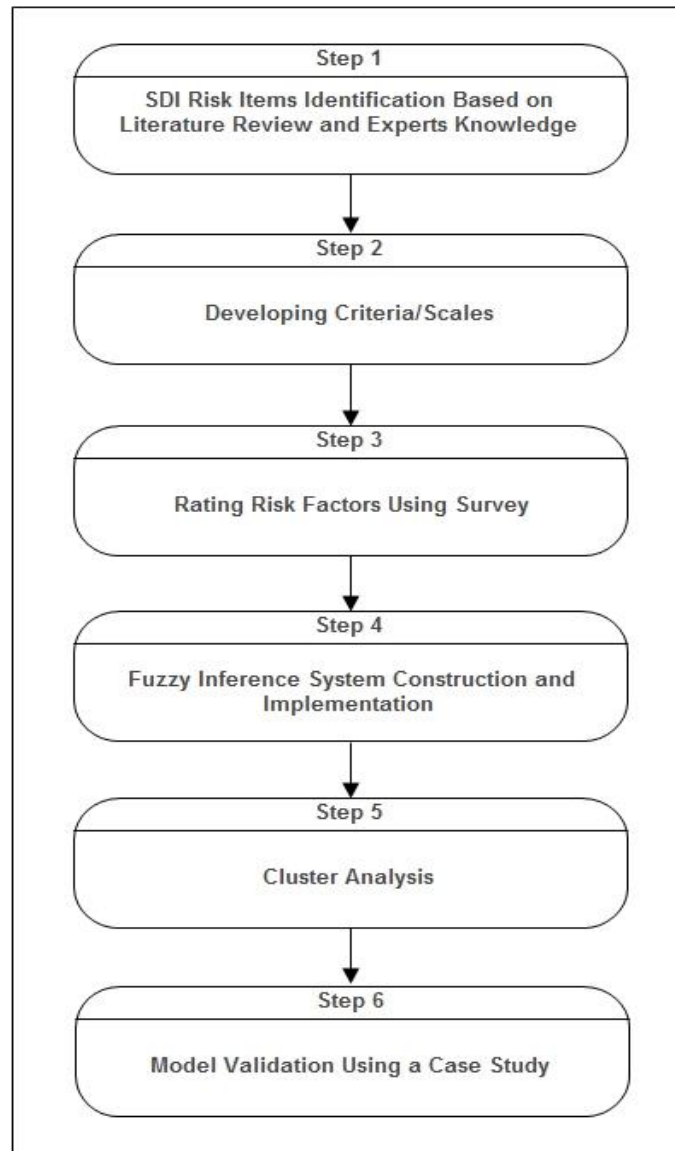 Step 1
SDI Risk Items Identification Based on
Literature Review and Experts Knowledge
Step 2
Developing Criteria/Scales
Step 3
Rating Risk Factors Using Survey
Step 4
Fuzzy Inference System Construction and
Implementation
Step 5
Cluster Analysis
Step 6
Model Validation Using a Case Study